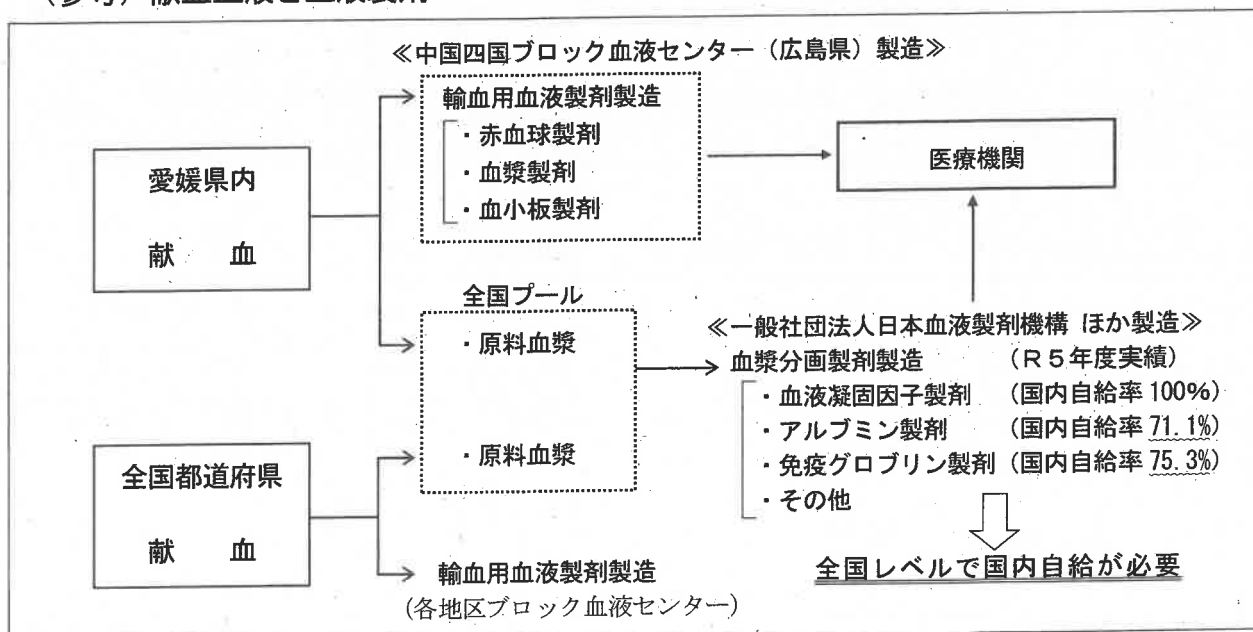 (参考) 献血血液と血液製剤
≪中国四国ブロック血液センター（広島県）製造≫
輸血用血液製剤製造
・赤血球製剤
・血漿製剤
・血小板製剤
医療機関
愛媛県内
献　血
全国プール
・原料血漿
・原料血漿
≪一般社団法人日本血液製剤機構 ほか製造≫
血漿分画製剤製造　（Ｒ５年度実績）
・血液凝固因子製剤　（国内自給率 100%）
・アルブミン製剤　（国内自給率 71.1%）
・免疫グロブリン製剤（国内自給率 75.3%）
・その他
全国レベルで国内自給が必要
全国都道府県
献　血
輸血用血液製剤製造
(各地区ブロック血液センター)